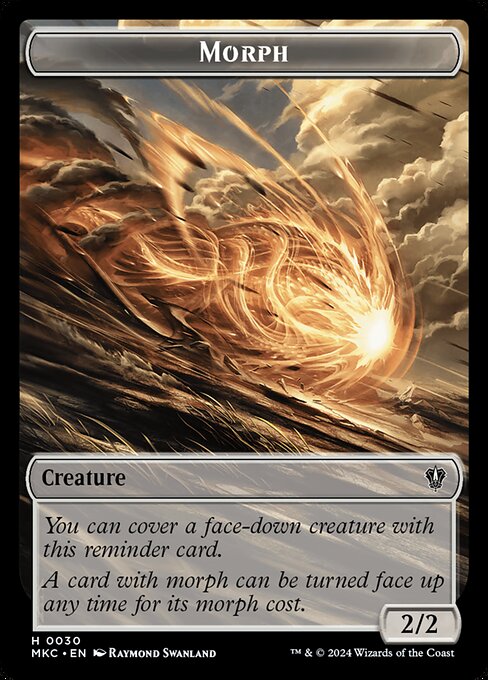 Morph
Creature
You can cover a face-down creature with
this reminder card.
A card with morph can be turned face up
any time for its morph cost.
2/2
H 0030
MKC • EN Raymond Swanland
™ & © 2024 Wizards of the Coast